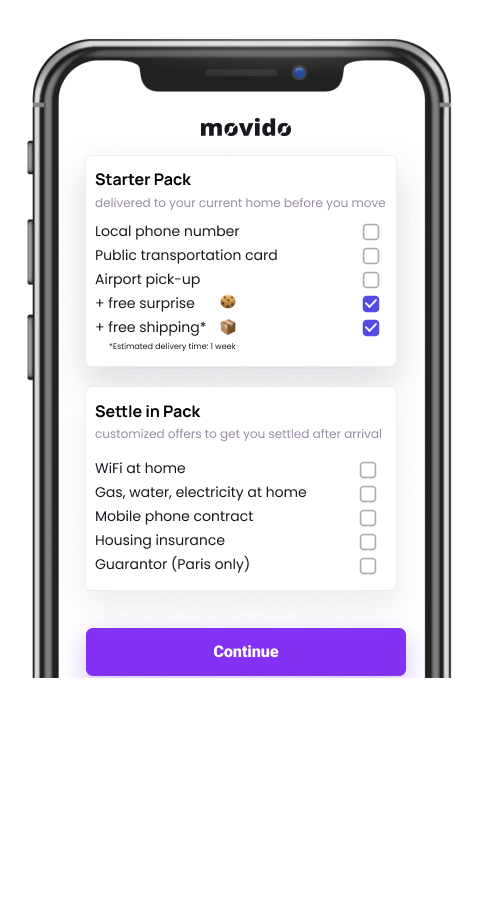 movido
Starter Pack
delivered to your current home before you move
Local phone number
Public transportation card
Airport pick-up
+ free surprise 🍪
+ free shipping* 📦
*Estimated delivery time: 1 week
Settle in Pack
customized offers to get you settled after arrival
WiFi at home
Gas, water, electricity at home
Mobile phone contract
Housing insurance
Guarantor (Paris only)
Continue